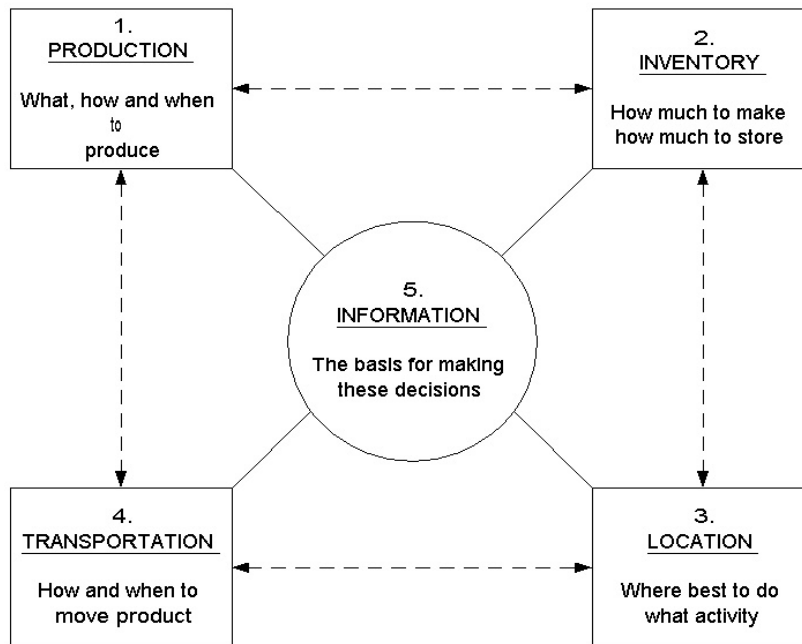 1.
PRODUCTION
What, how and when
to
produce
2.
INVENTORY
How much to make
how much to store
5.
INFORMATION
The basis for making
these decisions
4.
TRANSPORTATION
How and when to
move product
3.
LOCATION
Where best to do
what activity